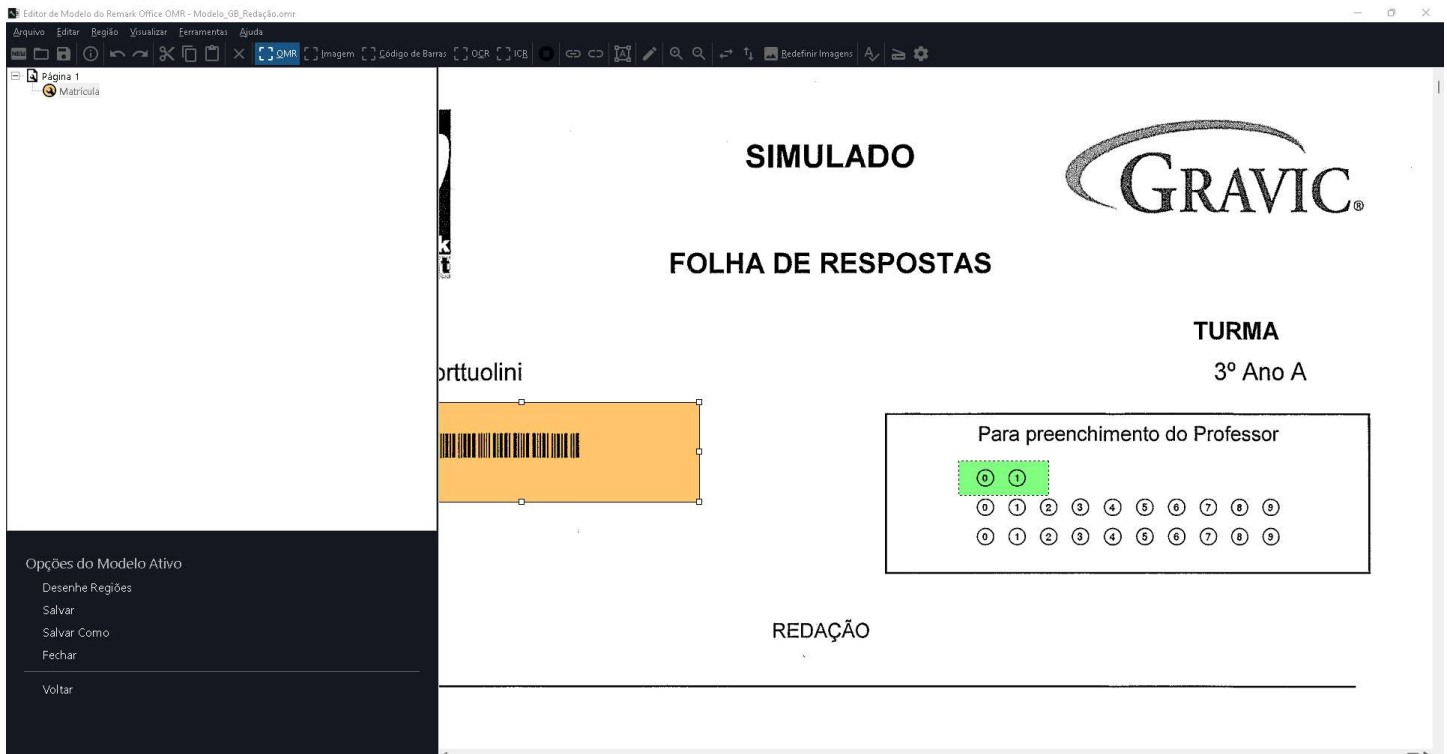 Editor de Modelo do Remark Office OMR - Modelo_GB_Redação.omr
Arquivo Editar Região Visualizar Ferramentas Ajuda
NEW OMR Imagem Código de Barras OCR ICR A Redefinir Imagens
Página 1
Matrícula
SIMULADO
GRAVIC®
k
t
FOLHA DE RESPOSTAS
TURMA
orttuolini
3º Ano A
Para preenchimento do Professor
0 1
0 1 2 3 4 5 6 7 8 9
0 1 2 3 4 5 6 7 8 9
REDAÇÃO
Opções do Modelo Ativo
Desenhe Regiões
Salvar
Salvar Como
Fechar
Voltar